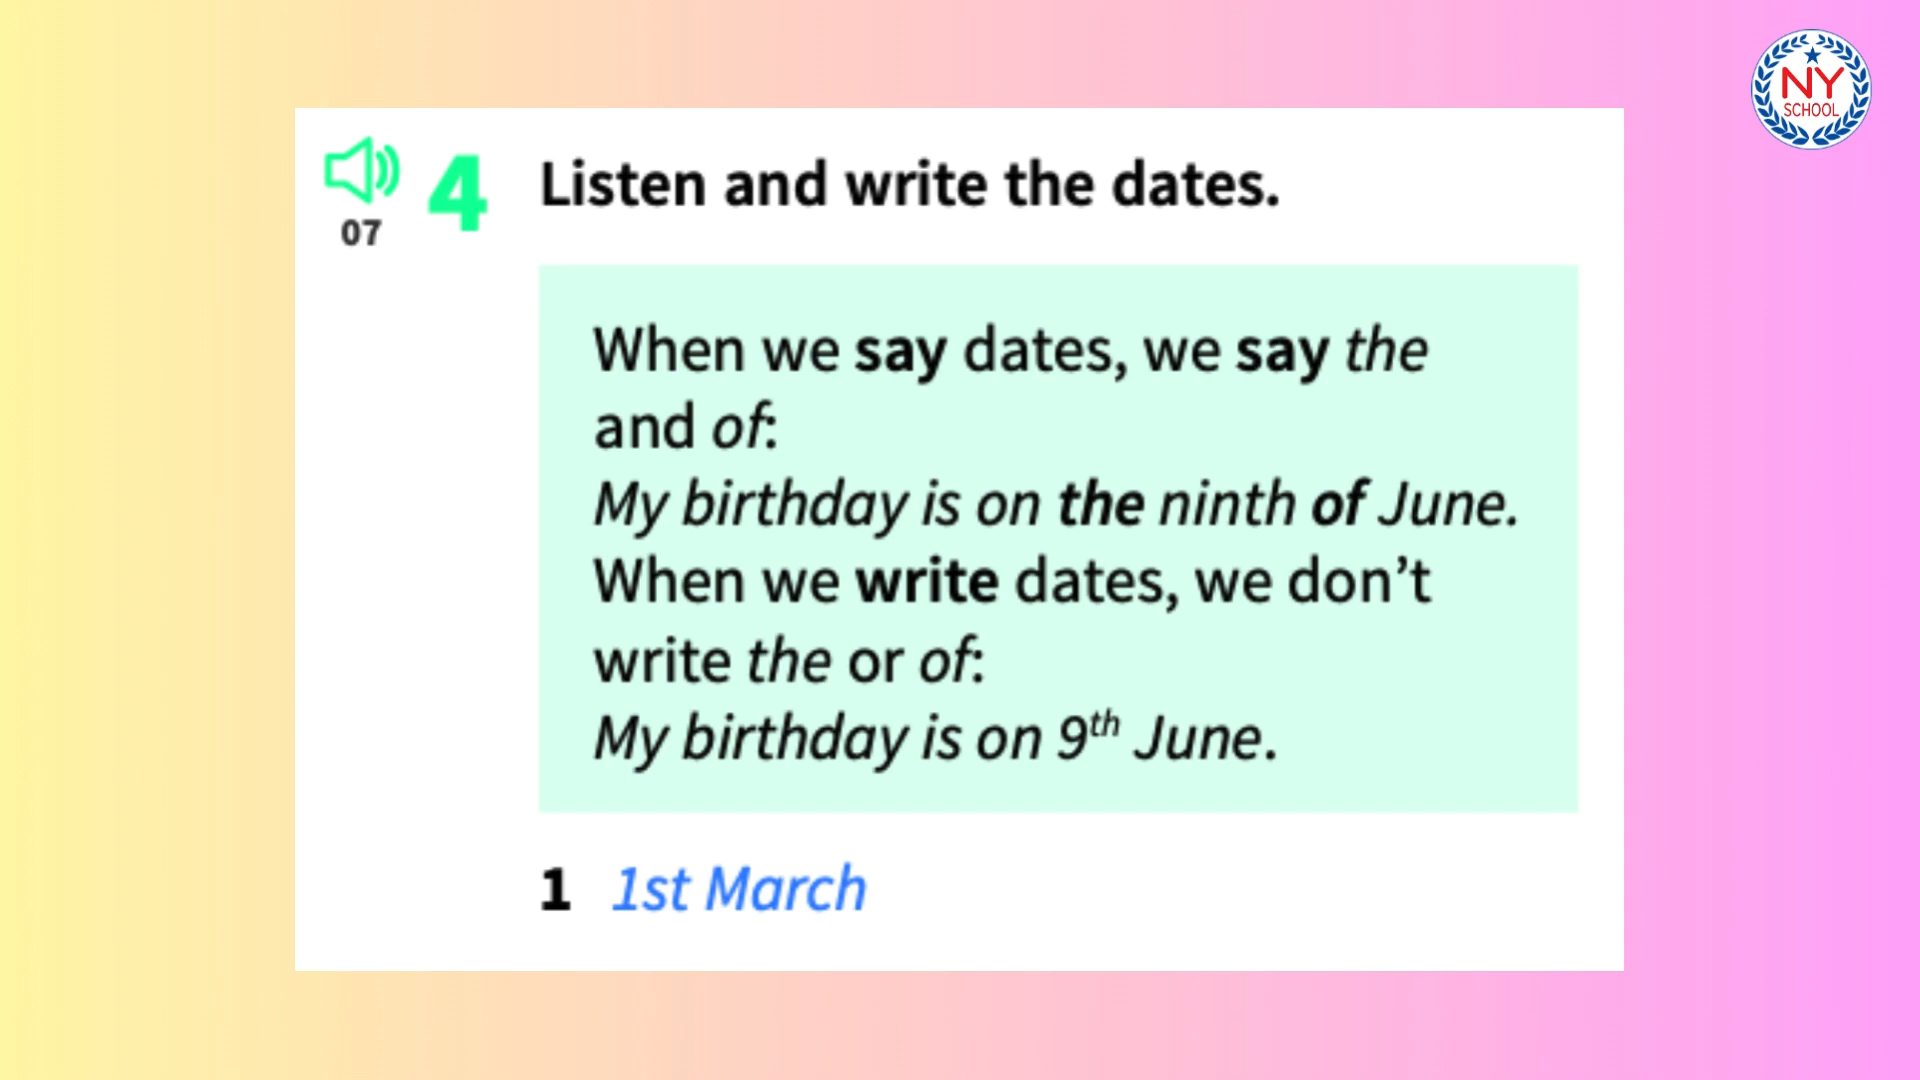 NY
SCHOOL
4 Listen and write the dates.
07
When we say dates, we say the
and of:
My birthday is on the ninth of June.
When we write dates, we don’t
write the or of:
My birthday is on 9th June.
1 1st March